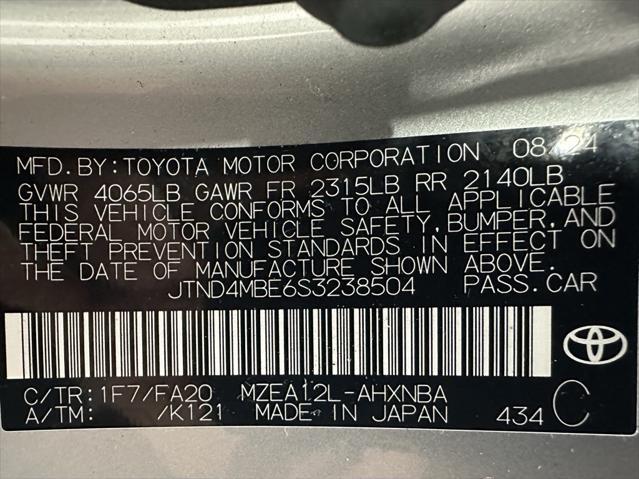 MFD.BY:TOYOTA MOTOR CORPORATION 08/24
GVWR 4065LB GAWR FR 2315LB RR 2140LB
THIS VEHICLE CONFORMS TO ALL APPLICABLE
FEDERAL MOTOR VEHICLE SAFETY,BUMPER,AND
THEFT PREVENTION STANDARDS IN EFFECT ON
THE DATE OF MANUFACTURE SHOWN ABOVE.
JTND4MBE6S3238504 PASS.CAR
C/TR:1F7/FA20 MZEA12L-AHXNBA C
A/TM: /K121 MADE IN JAPAN 434